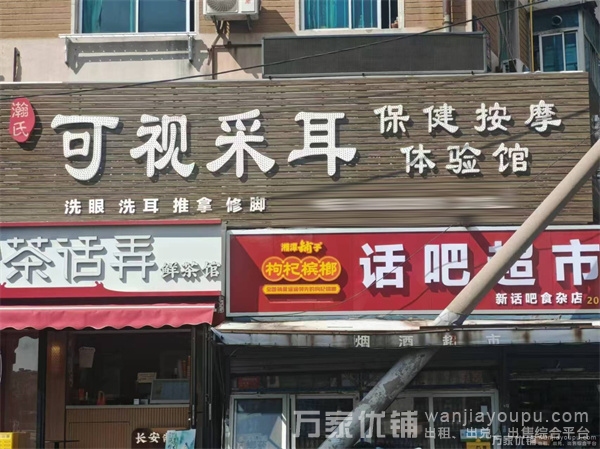 瀚氏
可视采耳
保健按摩
体验馆
洗眼 洗耳 推拿 修脚
茶话弄
鲜茶馆
湘潭铺子
枸杞槟榔
话吧超市
新话吧食杂店
20
烟酒超市
长安
万家优铺
wanjiayoupu.com
出租、出兑、出售综合平台